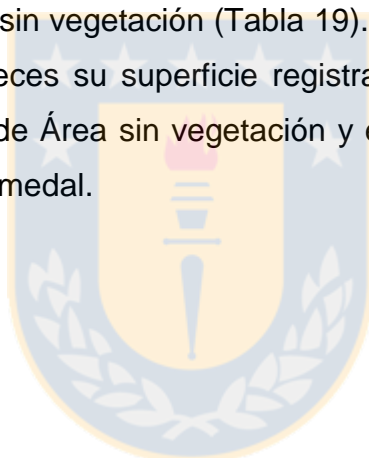 sin vegetación (Tabla 19).
eces su superficie registra
de Área sin vegetación y
medal.